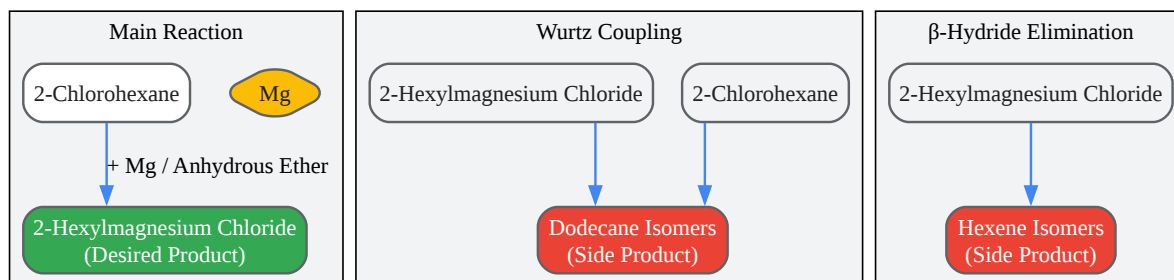 Main Reaction
2-Chlorohexane
Mg
+ Mg / Anhydrous Ether
2-Hexylmagnesium Chloride
(Desired Product)
Wurtz Coupling
2-Hexylmagnesium Chloride
2-Chlorohexane
Dodecane Isomers
(Side Product)
β-Hydride Elimination
2-Hexylmagnesium Chloride
Hexene Isomers
(Side Product)